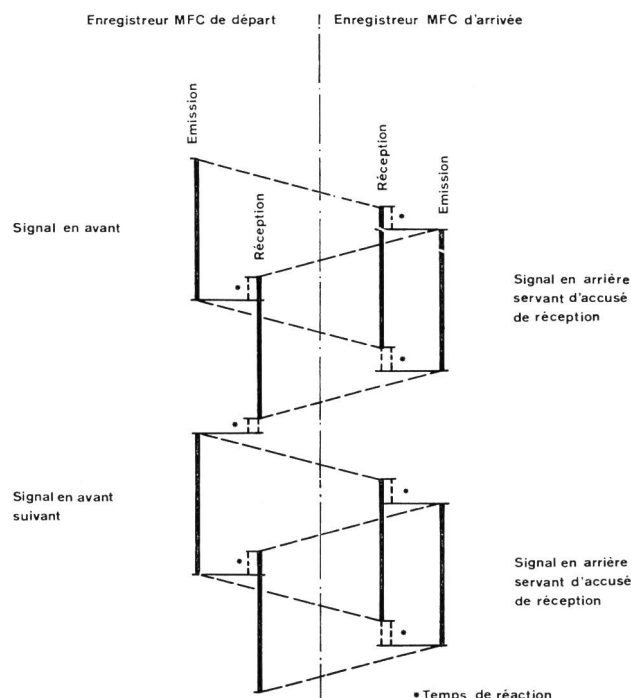 Enregistreur MFC de départ
Enregistreur MFC d'arrivée
Emission
Réception
Réception
Emission
Signal en avant
Signal en arrière
servant d'accusé
de réception
Signal en avant
suivant
Signal en arrière
servant d'accusé
de réception
• Temps de réaction